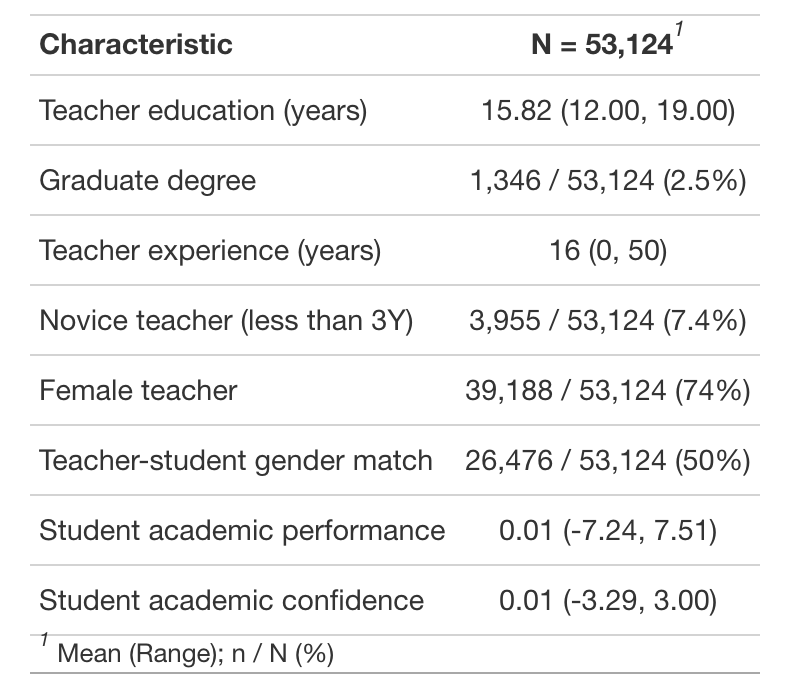 Characteristic N = 53,124¹
Teacher education (years) 15.82 (12.00, 19.00)
Graduate degree 1,346 / 53,124 (2.5%)
Teacher experience (years) 16 (0, 50)
Novice teacher (less than 3Y) 3,955 / 53,124 (7.4%)
Female teacher 39,188 / 53,124 (74%)
Teacher-student gender match 26,476 / 53,124 (50%)
Student academic performance 0.01 (-7.24, 7.51)
Student academic confidence 0.01 (-3.29, 3.00)
¹ Mean (Range); n / N (%)